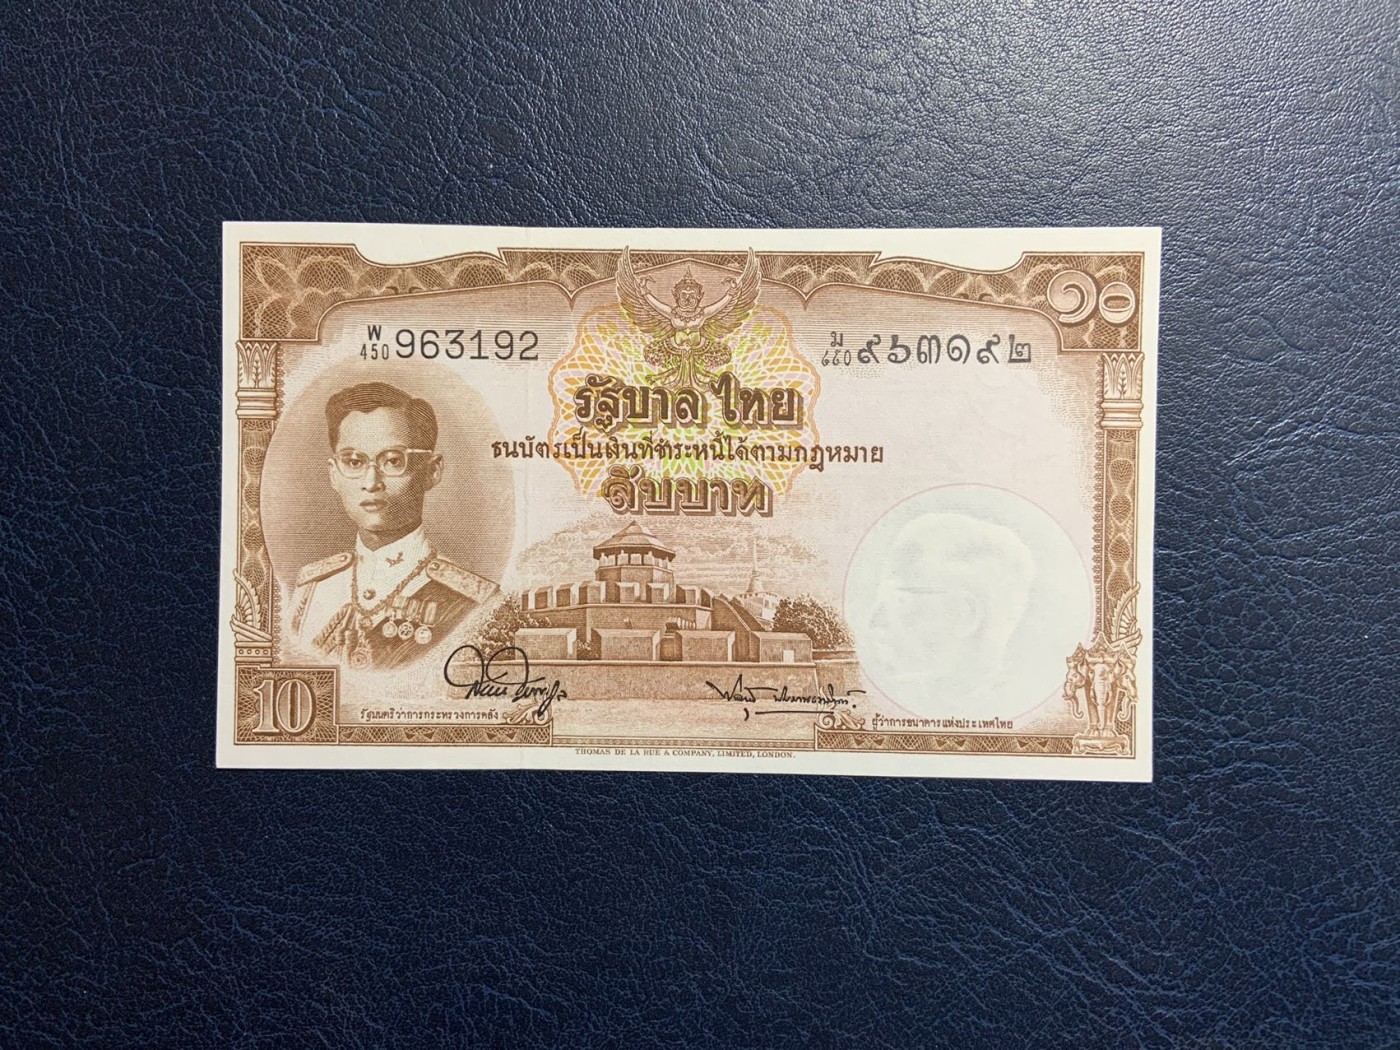 ๑๐
W/450 963192
ม/๔๕๐ ๙๖๓๑๙๒
รัฐบาลไทย
ธนบัตรเป็นเงินที่ชำระหนี้ได้ตามกฎหมาย
สิบบาท
10
รัฐมนตรีว่าการกระทรวงการคลัง
ผู้ว่าการธนาคารแห่งประเทศไทย
THOMAS DE LA RUE & COMPANY, LIMITED, LONDON.